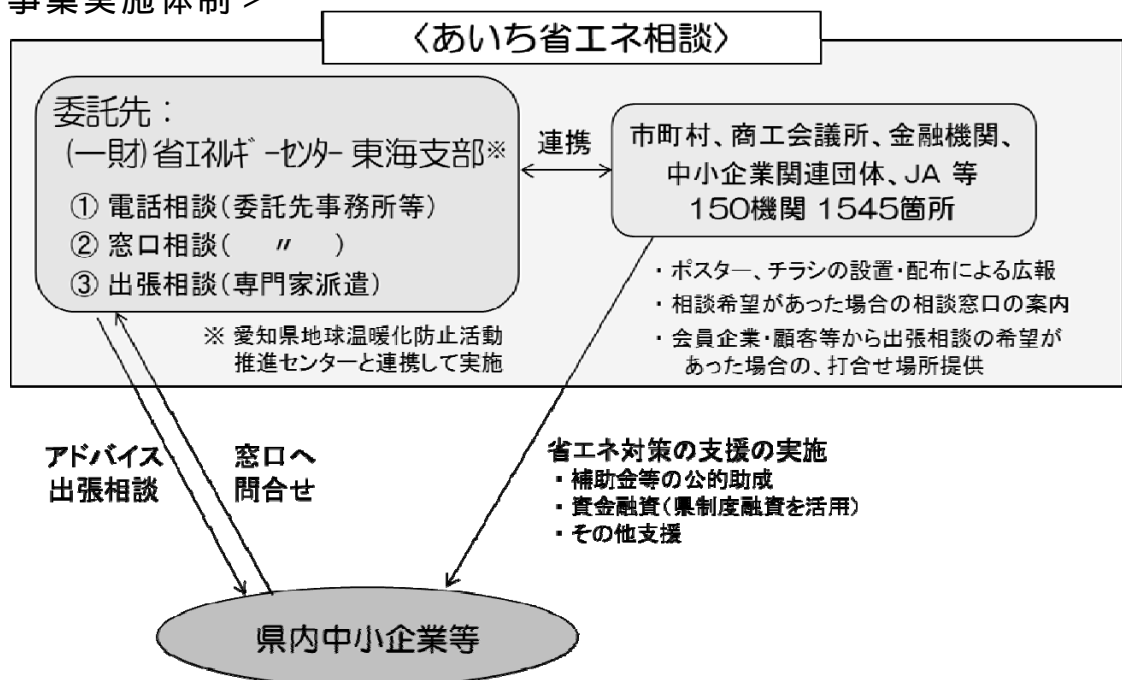 事業実施体制＞
〈あいち省エネ相談〉
委託先：
(一財)省ｴﾈﾙｷﾞｰｾﾝﾀｰ東海支部※
① 電話相談（委託先事務所等）
② 窓口相談（　〃　）
③ 出張相談（専門家派遣）
※ 愛知県地球温暖化防止活動
推進センターと連携して実施
連携
市町村、商工会議所、金融機関、
中小企業関連団体、JA 等
150機関 1545箇所
・ポスター、チラシの設置・配布による広報
・相談希望があった場合の相談窓口の案内
・会員企業・顧客等から出張相談の希望が
あった場合の、打合せ場所提供
アドバイス
出張相談
窓口へ
問合せ
省エネ対策の支援の実施
・補助金等の公的助成
・資金融資（県制度融資を活用）
・その他支援
県内中小企業等